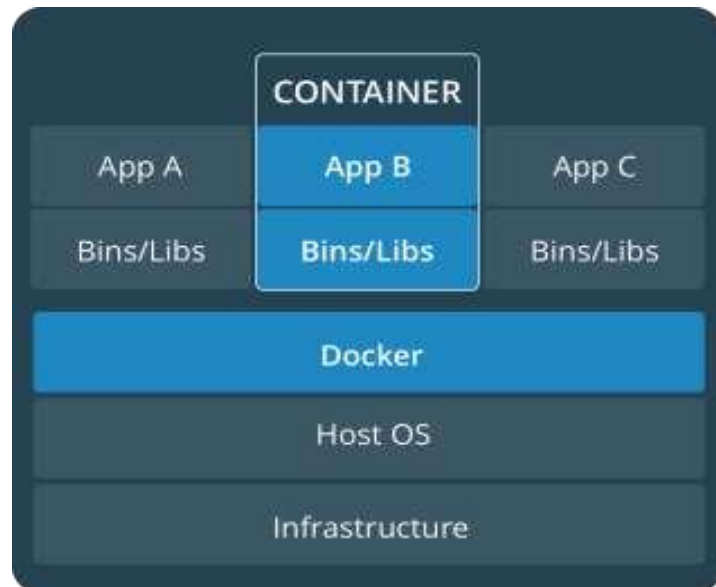 CONTAINER
App A App B App C
Bins/Libs Bins/Libs Bins/Libs
Docker
Host OS
Infrastructure